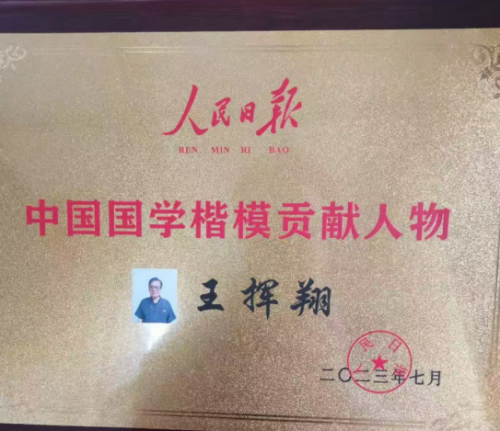 人民日报
REN MIN RI BAO
中国国学楷模贡献人物
王挥翔
二〇二三年七月